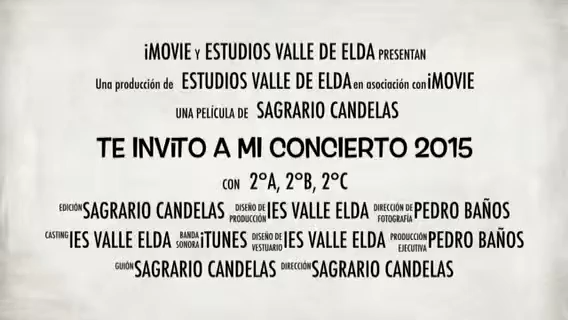 iMOVIE Y ESTUDIOS VALLE DE ELDA PRESENTAN
Una producción de ESTUDIOS VALLE DE ELDA en asociación con iMOVIE
UNA PELÍCULA DE SAGRARIO CANDELAS
TE INViTO A MI CONCIERTO 2015
CON 2ºA, 2ºB, 2ºC
EDICIÓN SAGRARIO CANDELAS DISEÑO DE PRODUCCIÓN IES VALLE ELDA DIRECCIÓN DE FOTOGRAFÍA PEDRO BAÑOS
CASTING IES VALLE ELDA BANDA SONORA iTUNES DISEÑO DE VESTUARIO IES VALLE ELDA PRODUCCIÓN EJECUTIVA PEDRO BAÑOS
GUIÓN SAGRARIO CANDELAS DIRECCIÓN SAGRARIO CANDELAS